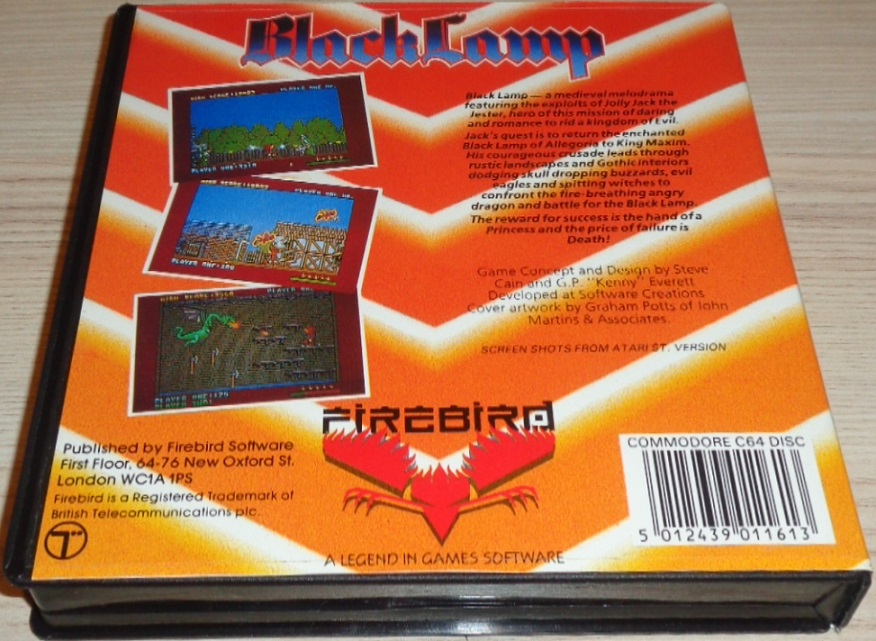 Black Lamp
Black Lamp — a medieval melodrama
featuring the exploits of Jolly Jack the
Jester, hero of this mission of daring
and romance to rid a kingdom of Evil.
Jack's quest is to return the enchanted
Black Lamp of Allegoria to King Maxim.
His courageous crusade leads through
rustic landscapes and Gothic interiors
dodging skull dropping buzzards, evil
eagles and spitting witches to
confront the fire-breathing angry
dragon and battle for the Black Lamp.
The reward for success is the hand of a
Princess and the price of failure is
Death!
Game Concept and Design by Steve
Cain and G.P. "Kenny" Everett
Developed at Software Creations
Cover artwork by Graham Potts of John
Martins & Associates.
SCREEN SHOTS FROM ATARI ST. VERSION
FIREBIRD
Published by Firebird Software
First Floor, 64-76 New Oxford St.
London WC1A 1PS
Firebird is a Registered Trademark of
British Telecommunications plc.
T
A LEGEND IN GAMES SOFTWARE
COMMODORE C64 DISC
5 012439 011613